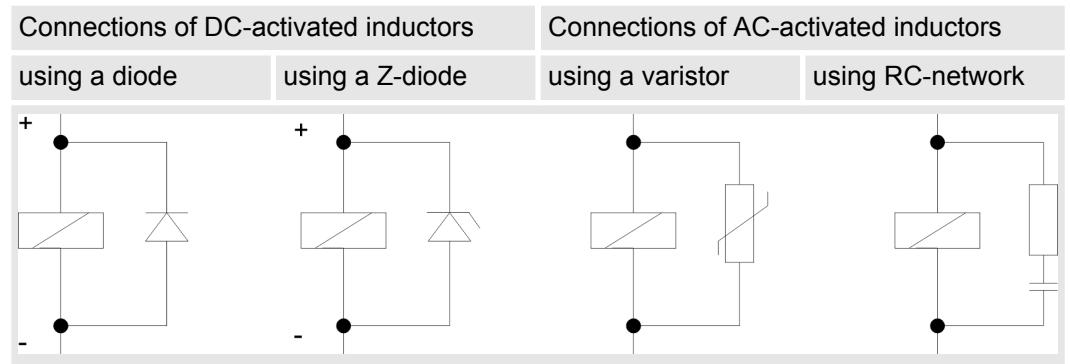 Connections of DC-activated inductors Connections of AC-activated inductors
using a diode using a Z-diode using a varistor using RC-network
+ +
- -